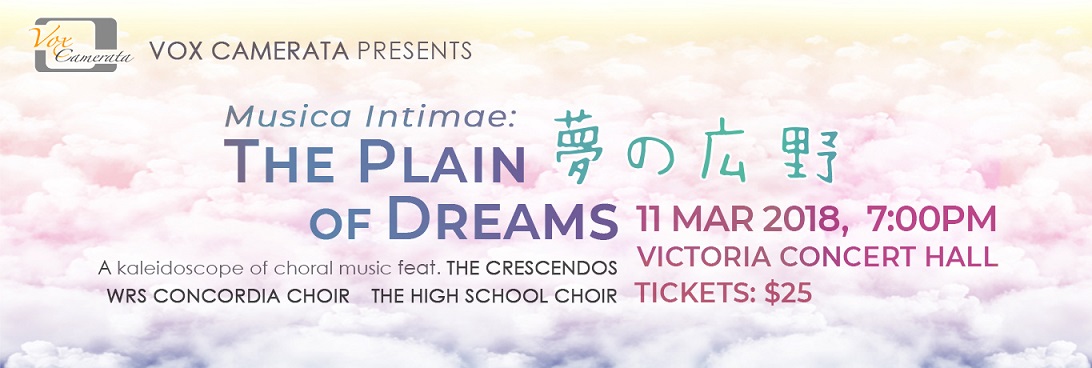 Vox
Camerata
VOX CAMERATA PRESENTS
Musica Intimae:
THE PLAIN
OF DREAMS
夢の広野
11 MAR 2018, 7:00PM
VICTORIA CONCERT HALL
TICKETS: $25
A kaleidoscope of choral music feat. THE CRESCENDOS
WRS CONCORDIA CHOIR THE HIGH SCHOOL CHOIR